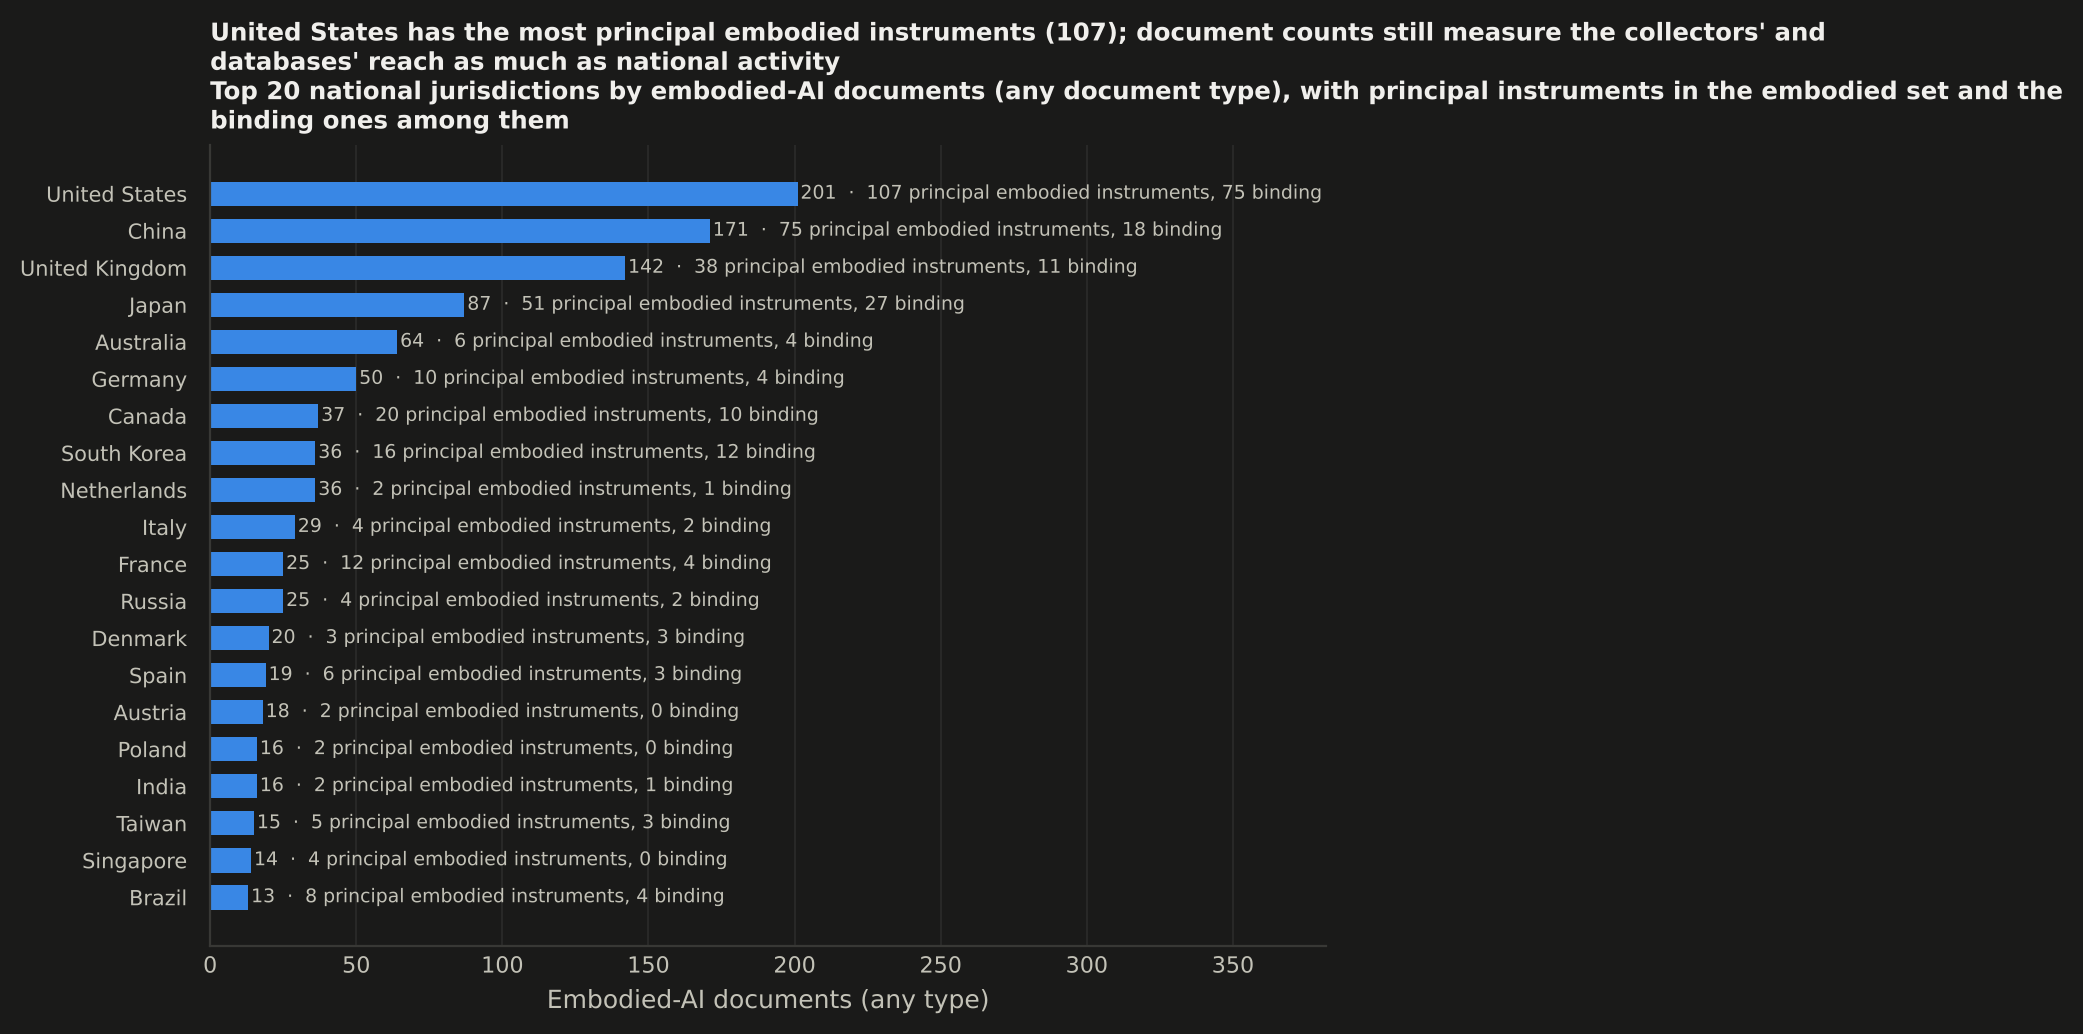 United States has the most principal embodied instruments (107); document counts still measure the collectors' and
databases' reach as much as national activity
Top 20 national jurisdictions by embodied-AI documents (any document type), with principal instruments in the embodied set and the
binding ones among them
United States 201 · 107 principal embodied instruments, 75 binding
China 171 · 75 principal embodied instruments, 18 binding
United Kingdom 142 · 38 principal embodied instruments, 11 binding
Japan 87 · 51 principal embodied instruments, 27 binding
Australia 64 · 6 principal embodied instruments, 4 binding
Germany 50 · 10 principal embodied instruments, 4 binding
Canada 37 · 20 principal embodied instruments, 10 binding
South Korea 36 · 16 principal embodied instruments, 12 binding
Netherlands 36 · 2 principal embodied instruments, 1 binding
Italy 29 · 4 principal embodied instruments, 2 binding
France 25 · 12 principal embodied instruments, 4 binding
Russia 25 · 4 principal embodied instruments, 2 binding
Denmark 20 · 3 principal embodied instruments, 3 binding
Spain 19 · 6 principal embodied instruments, 3 binding
Austria 18 · 2 principal embodied instruments, 0 binding
Poland 16 · 2 principal embodied instruments, 0 binding
India 16 · 2 principal embodied instruments, 1 binding
Taiwan 15 · 5 principal embodied instruments, 3 binding
Singapore 14 · 4 principal embodied instruments, 0 binding
Brazil 13 · 8 principal embodied instruments, 4 binding
0 50 100 150 200 250 300 350
Embodied-AI documents (any type)